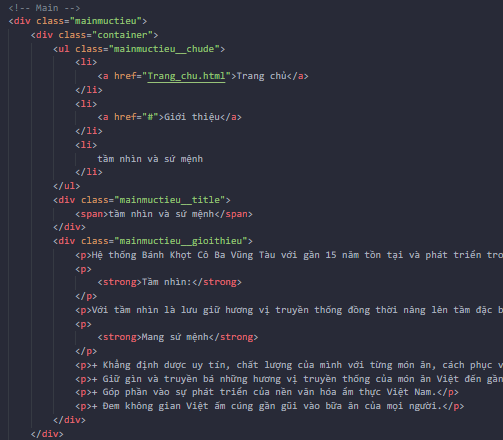 <!-- Main -->
<div class="mainmuctieu">
<div class="container">
<ul class="mainmuctieu__chude">
<li>
<a href="Trang_chu.html">Trang chủ</a>
</li>
<li>
<a href="#">Giới thiệu</a>
</li>
<li>
tầm nhìn và sứ mệnh
</li>
</ul>
<div class="mainmuctieu__title">
<span>tầm nhìn và sứ mệnh</span>
</div>
<div class="mainmuctieu__gioithieu">
<p>Hệ thống Bánh Khọt Cô Ba Vũng Tàu với gần 15 năm tồn tại và phát triển tro
<p>
<strong>Tầm nhìn:</strong>
</p>
<p>Với tầm nhìn là lưu giữ hương vị truyền thống đồng thời nâng lên tầm đặc b
<p>
<strong>Mang sứ mệnh</strong>
</p>
<p>+ Khẳng định được uy tín, chất lượng của mình với từng món ăn, cách phục v
<p>+ Giữ gìn và truyền bá những hương vị truyền thống của món ăn Việt đến gần
<p>+ Góp phần vào sự phát triển của nền văn hóa ẩm thực Việt Nam.</p>
<p>+ Đem không gian Việt ấm cúng gần gũi vào bữa ăn của mọi người.</p>
</div>
</div>